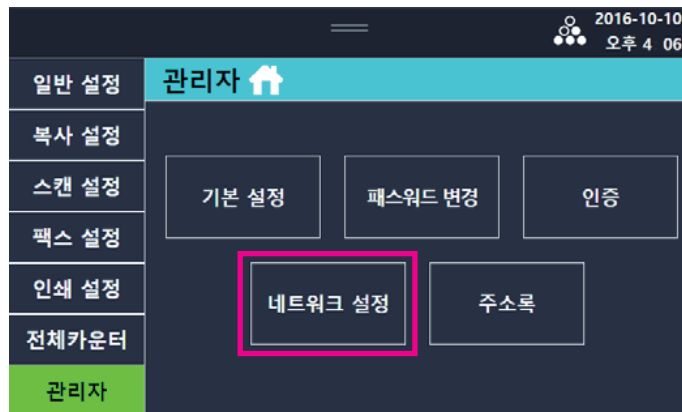 2016-10-10
오후 4 06
일반 설정
관리자
복사 설정
스캔 설정
기본 설정
패스워드 변경
인증
팩스 설정
인쇄 설정
네트워크 설정
주소록
전체카운터
관리자